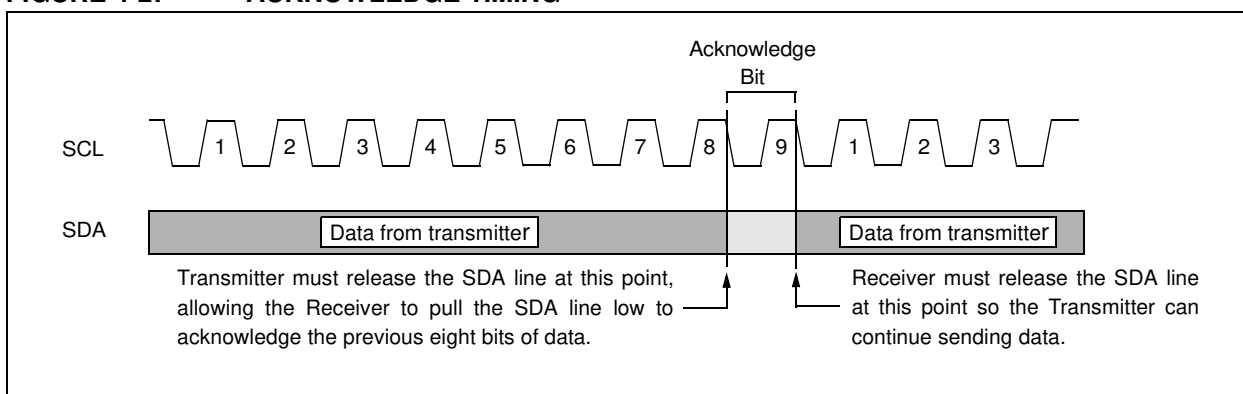 FIGURE 4-2: ACKNOWLEDGE TIMING
Acknowledge
Bit
SCL 1 2 3 4 5 6 7 8 9 1 2 3
SDA Data from transmitter Data from transmitter
Transmitter must release the SDA line at this point,
allowing the Receiver to pull the SDA line low to
acknowledge the previous eight bits of data.
Receiver must release the SDA line
at this point so the Transmitter can
continue sending data.